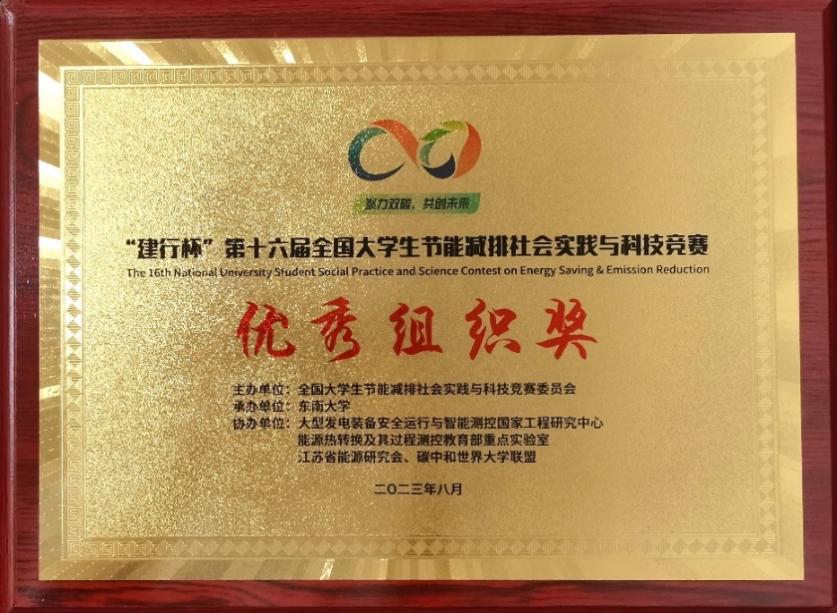 聚力双碳，共创未来
“建行杯”第十六届全国大学生节能减排社会实践与科技竞赛
The 16th National University Student Social Practice and Science Contest on Energy Saving & Emission Reduction
优秀组织奖
主办单位：全国大学生节能减排社会实践与科技竞赛委员会
承办单位：东南大学
协办单位：大型发电装备安全运行与智能测控国家工程研究中心
能源热转换及其过程测控教育部重点实验室
江苏省能源研究会、碳中和世界大学联盟
二〇二三年八月